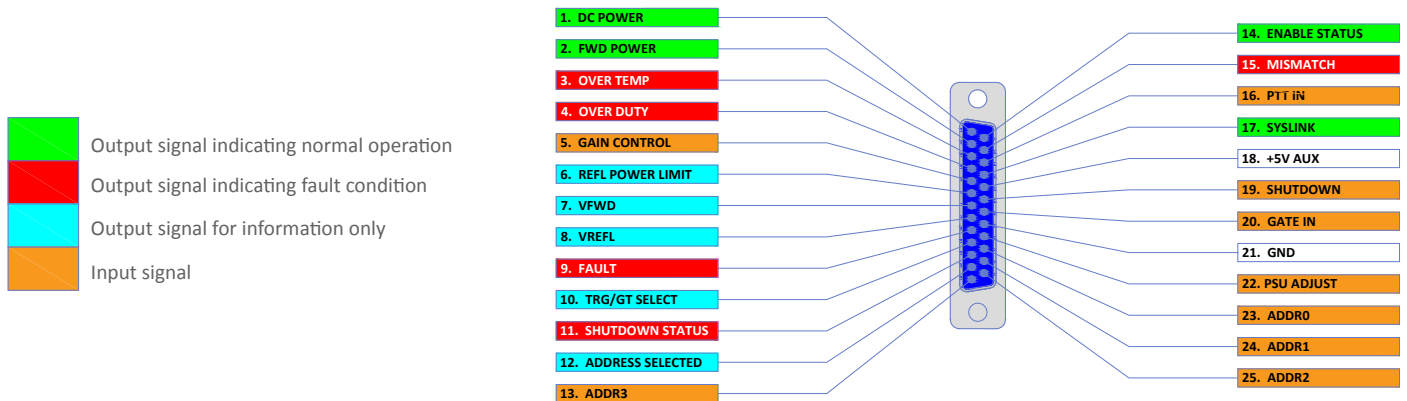 Output signal indicating normal operation
Output signal indicating fault condition
Output signal for information only
Input signal
1. DC POWER
2. FWD POWER
3. OVER TEMP
4. OVER DUTY
5. GAIN CONTROL
6. REFL POWER LIMIT
7. VFWD
8. VREFL
9. FAULT
10. TRG/GT SELECT
11. SHUTDOWN STATUS
12. ADDRESS SELECTED
13. ADDR3
14. ENABLE STATUS
15. MISMATCH
16. PTT iN
17. SYSLINK
18. +5V AUX
19. SHUTDOWN
20. GATE IN
21. GND
22. PSU ADJUST
23. ADDR0
24. ADDR1
25. ADDR2